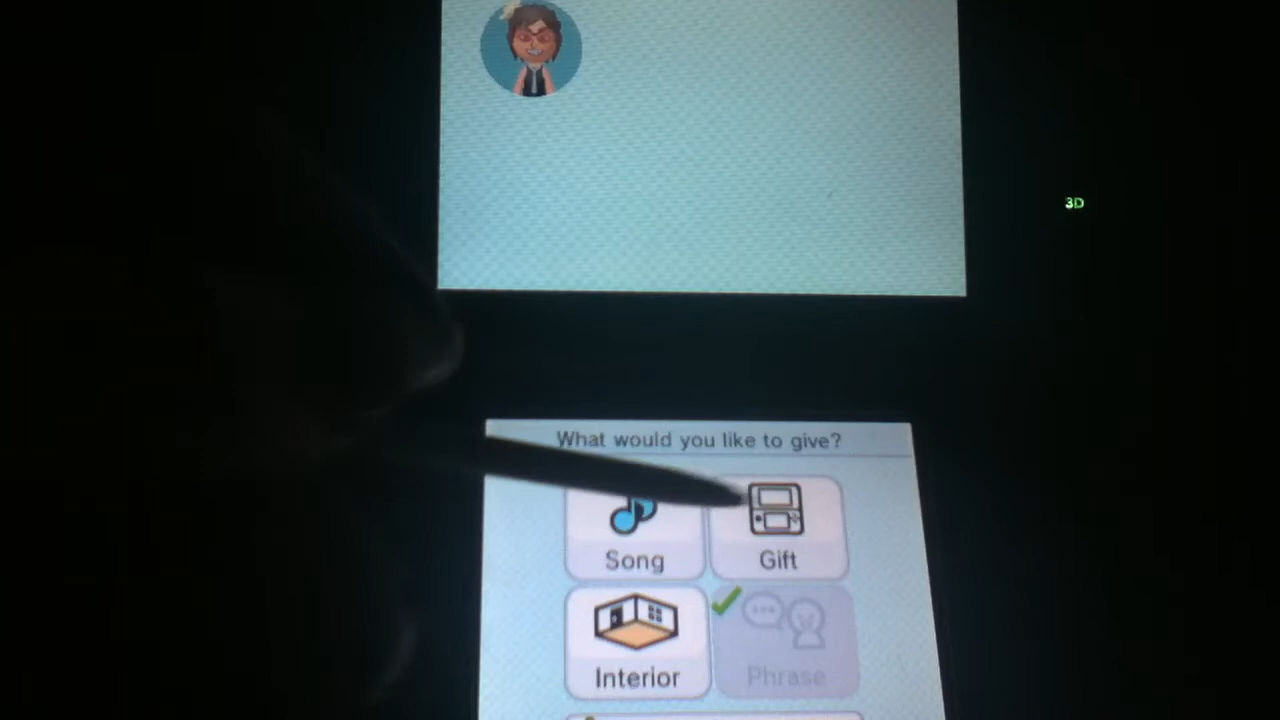 3D
What would you like to give?
Song
Gift
Interior
Phrase